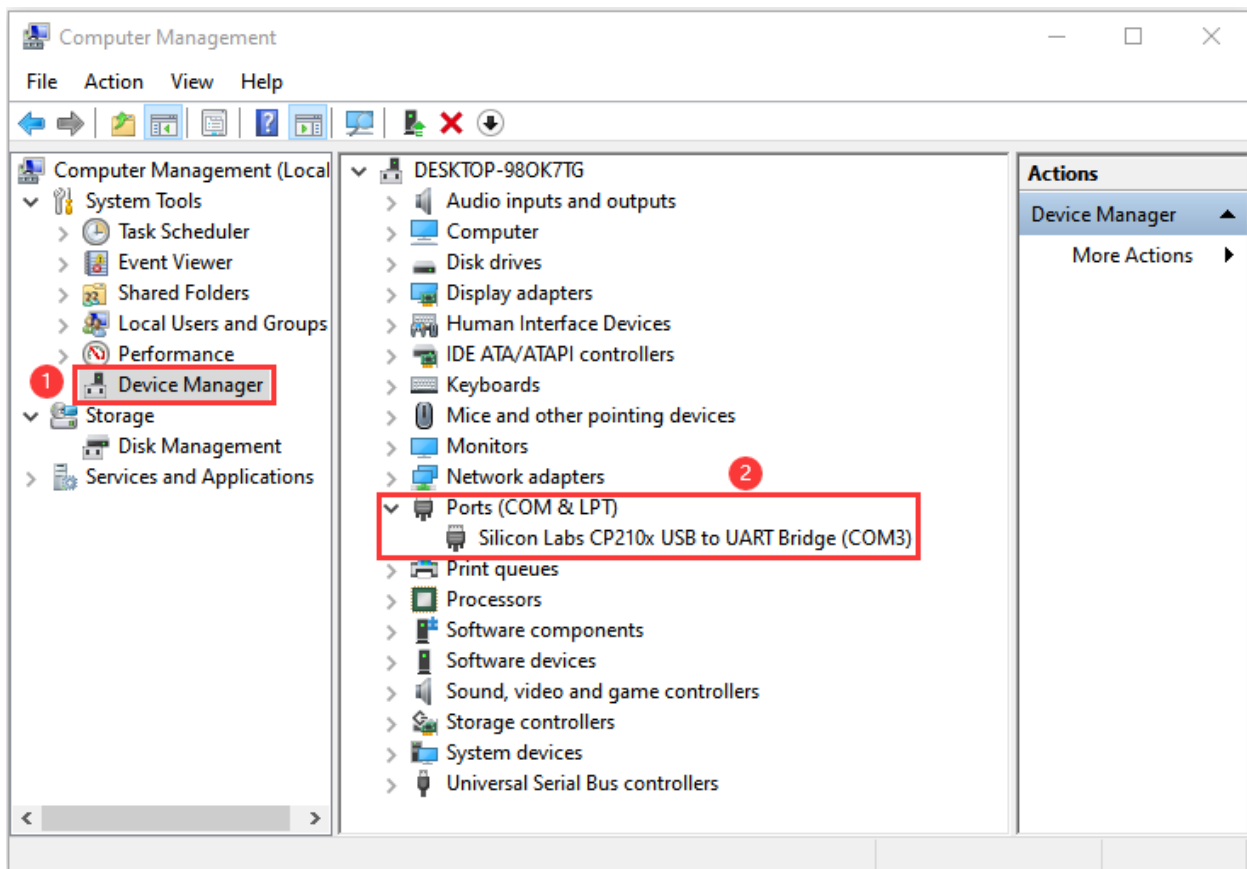 Computer Management
File Action View Help
Computer Management (Local
System Tools
Task Scheduler
Event Viewer
Shared Folders
Local Users and Groups
Performance
1
Device Manager
Storage
Disk Management
Services and Applications
DESKTOP-98OK7TG
Audio inputs and outputs
Computer
Disk drives
Display adapters
Human Interface Devices
IDE ATA/ATAPI controllers
Keyboards
Mice and other pointing devices
Monitors
Network adapters
2
Ports (COM & LPT)
Silicon Labs CP210x USB to UART Bridge (COM3)
Print queues
Processors
Software components
Software devices
Sound, video and game controllers
Storage controllers
System devices
Universal Serial Bus controllers
Actions
Device Manager
More Actions